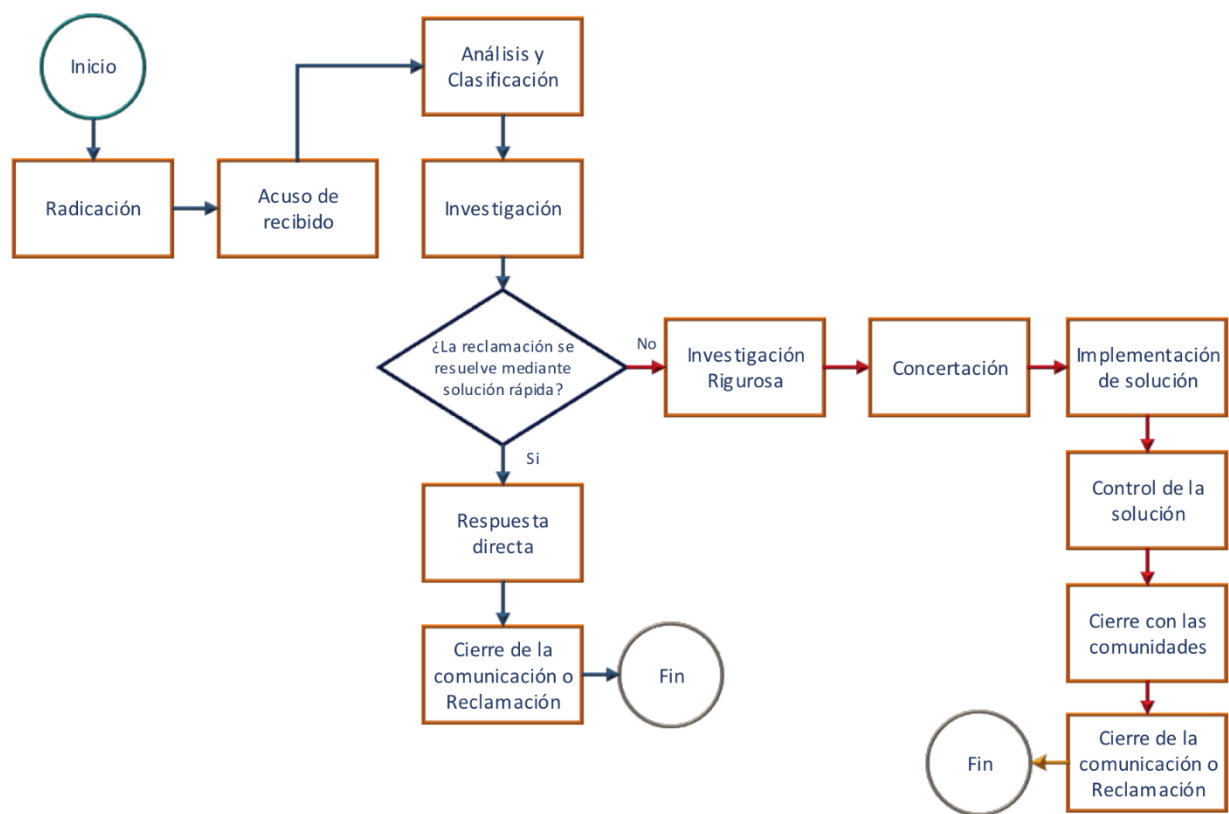 Inicio
Radicación
Acuso de
recibido
Análisis y
Clasificación
Investigación
¿La reclamación se
resuelve mediante
solución rápida?
No
Investigación
Rigurosa
Concertación
Implementación
de solución
Control de la
solución
Cierre con las
comunidades
Cierre de la
comunicación o
Reclamación
Fin
Si
Respuesta
directa
Cierre de la
comunicación o
Reclamación
Fin